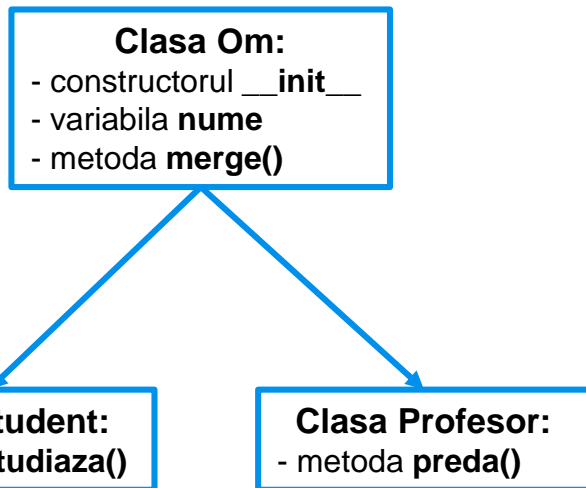 Clasa Om:
- constructorul __init__
- variabila nume
- metoda merge()
tudent:
tudiaza()
Clasa Profesor:
- metoda preda()